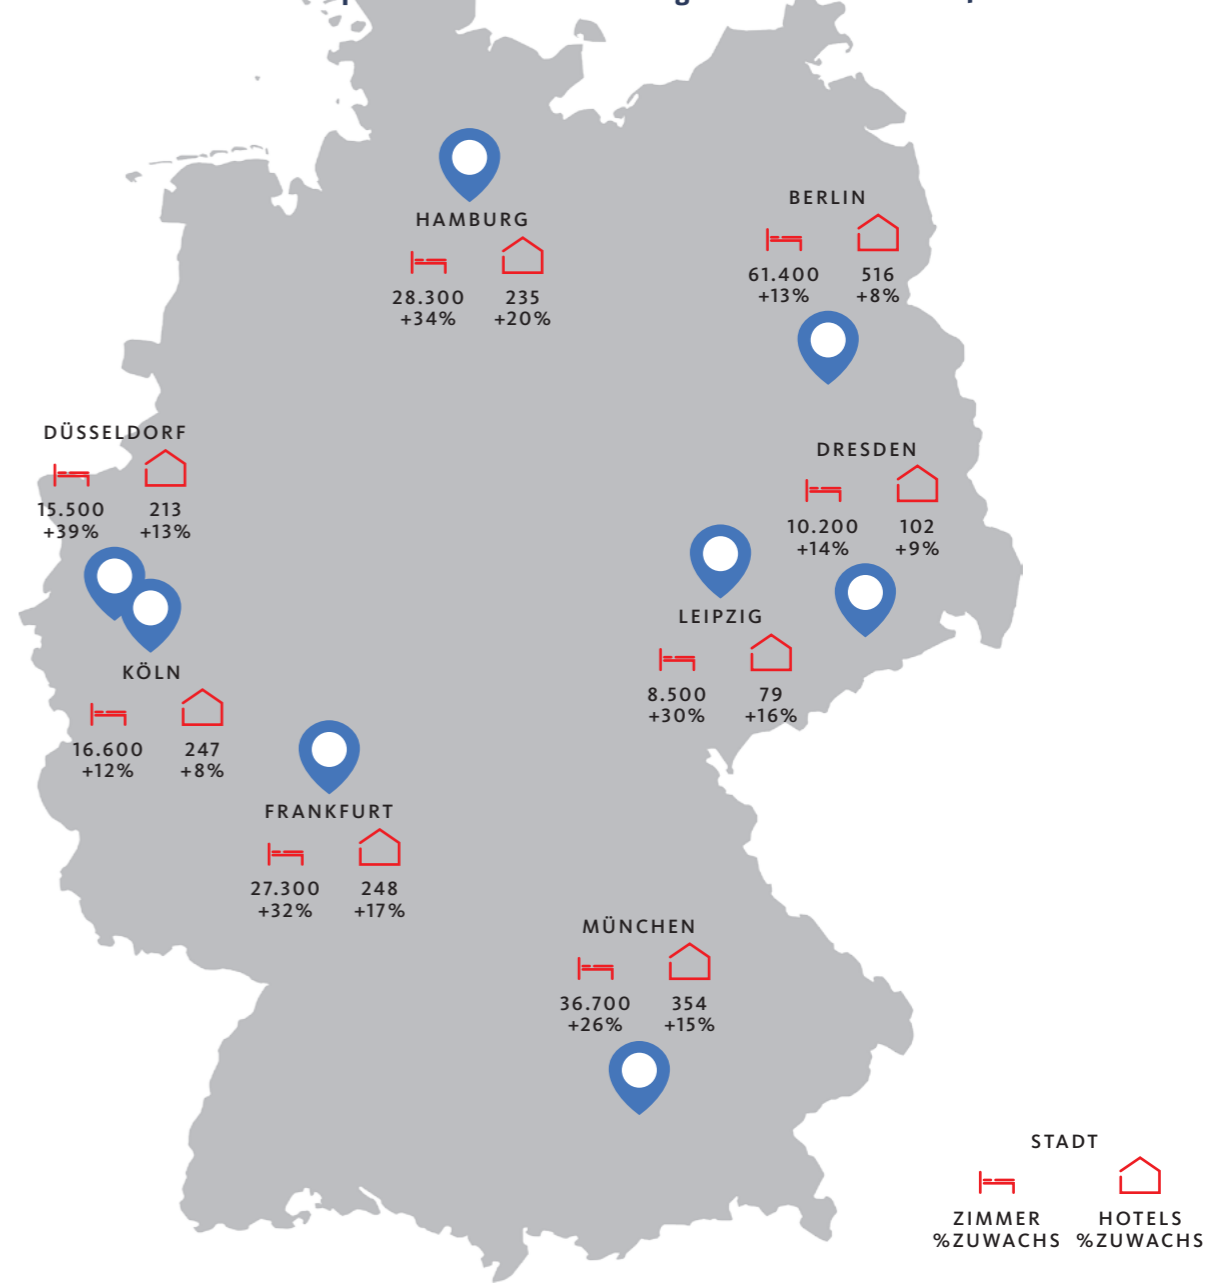 HAMBURG
28.300 235
+34% +20%
BERLIN
61.400 516
+13% +8%
DÜSSELDORF
15.500 213
+39% +13%
DRESDEN
10.200 102
+14% +9%
LEIPZIG
8.500 79
+30% +16%
KÖLN
16.600 247
+12% +8%
FRANKFURT
27.300 248
+32% +17%
MÜNCHEN
36.700 354
+26% +15%
STADT
ZIMMER HOTELS
%ZUWACHS %ZUWACHS